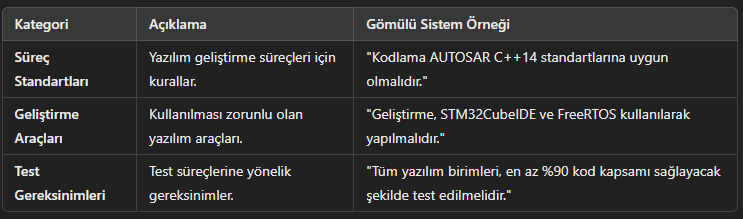 Kategori Açıklama Gömülü Sistem Örneği
Süreç Yazılım geliştirme süreçleri için "Kodlama AUTOSAR C++14 standartlarına uygun
Standartları kurallar. olmalıdır."
Geliştirme Kullanılması zorunlu olan "Geliştirme, STM32CubeIDE ve FreeRTOS kullanılarak
Araçları yazılım araçları. yapılmalıdır."
Test Test süreçlerine yönelik "Tüm yazılım birimleri, en az %90 kod kapsamı sağlayacak
Gereksinimleri gereksinimler. şekilde test edilmelidir."